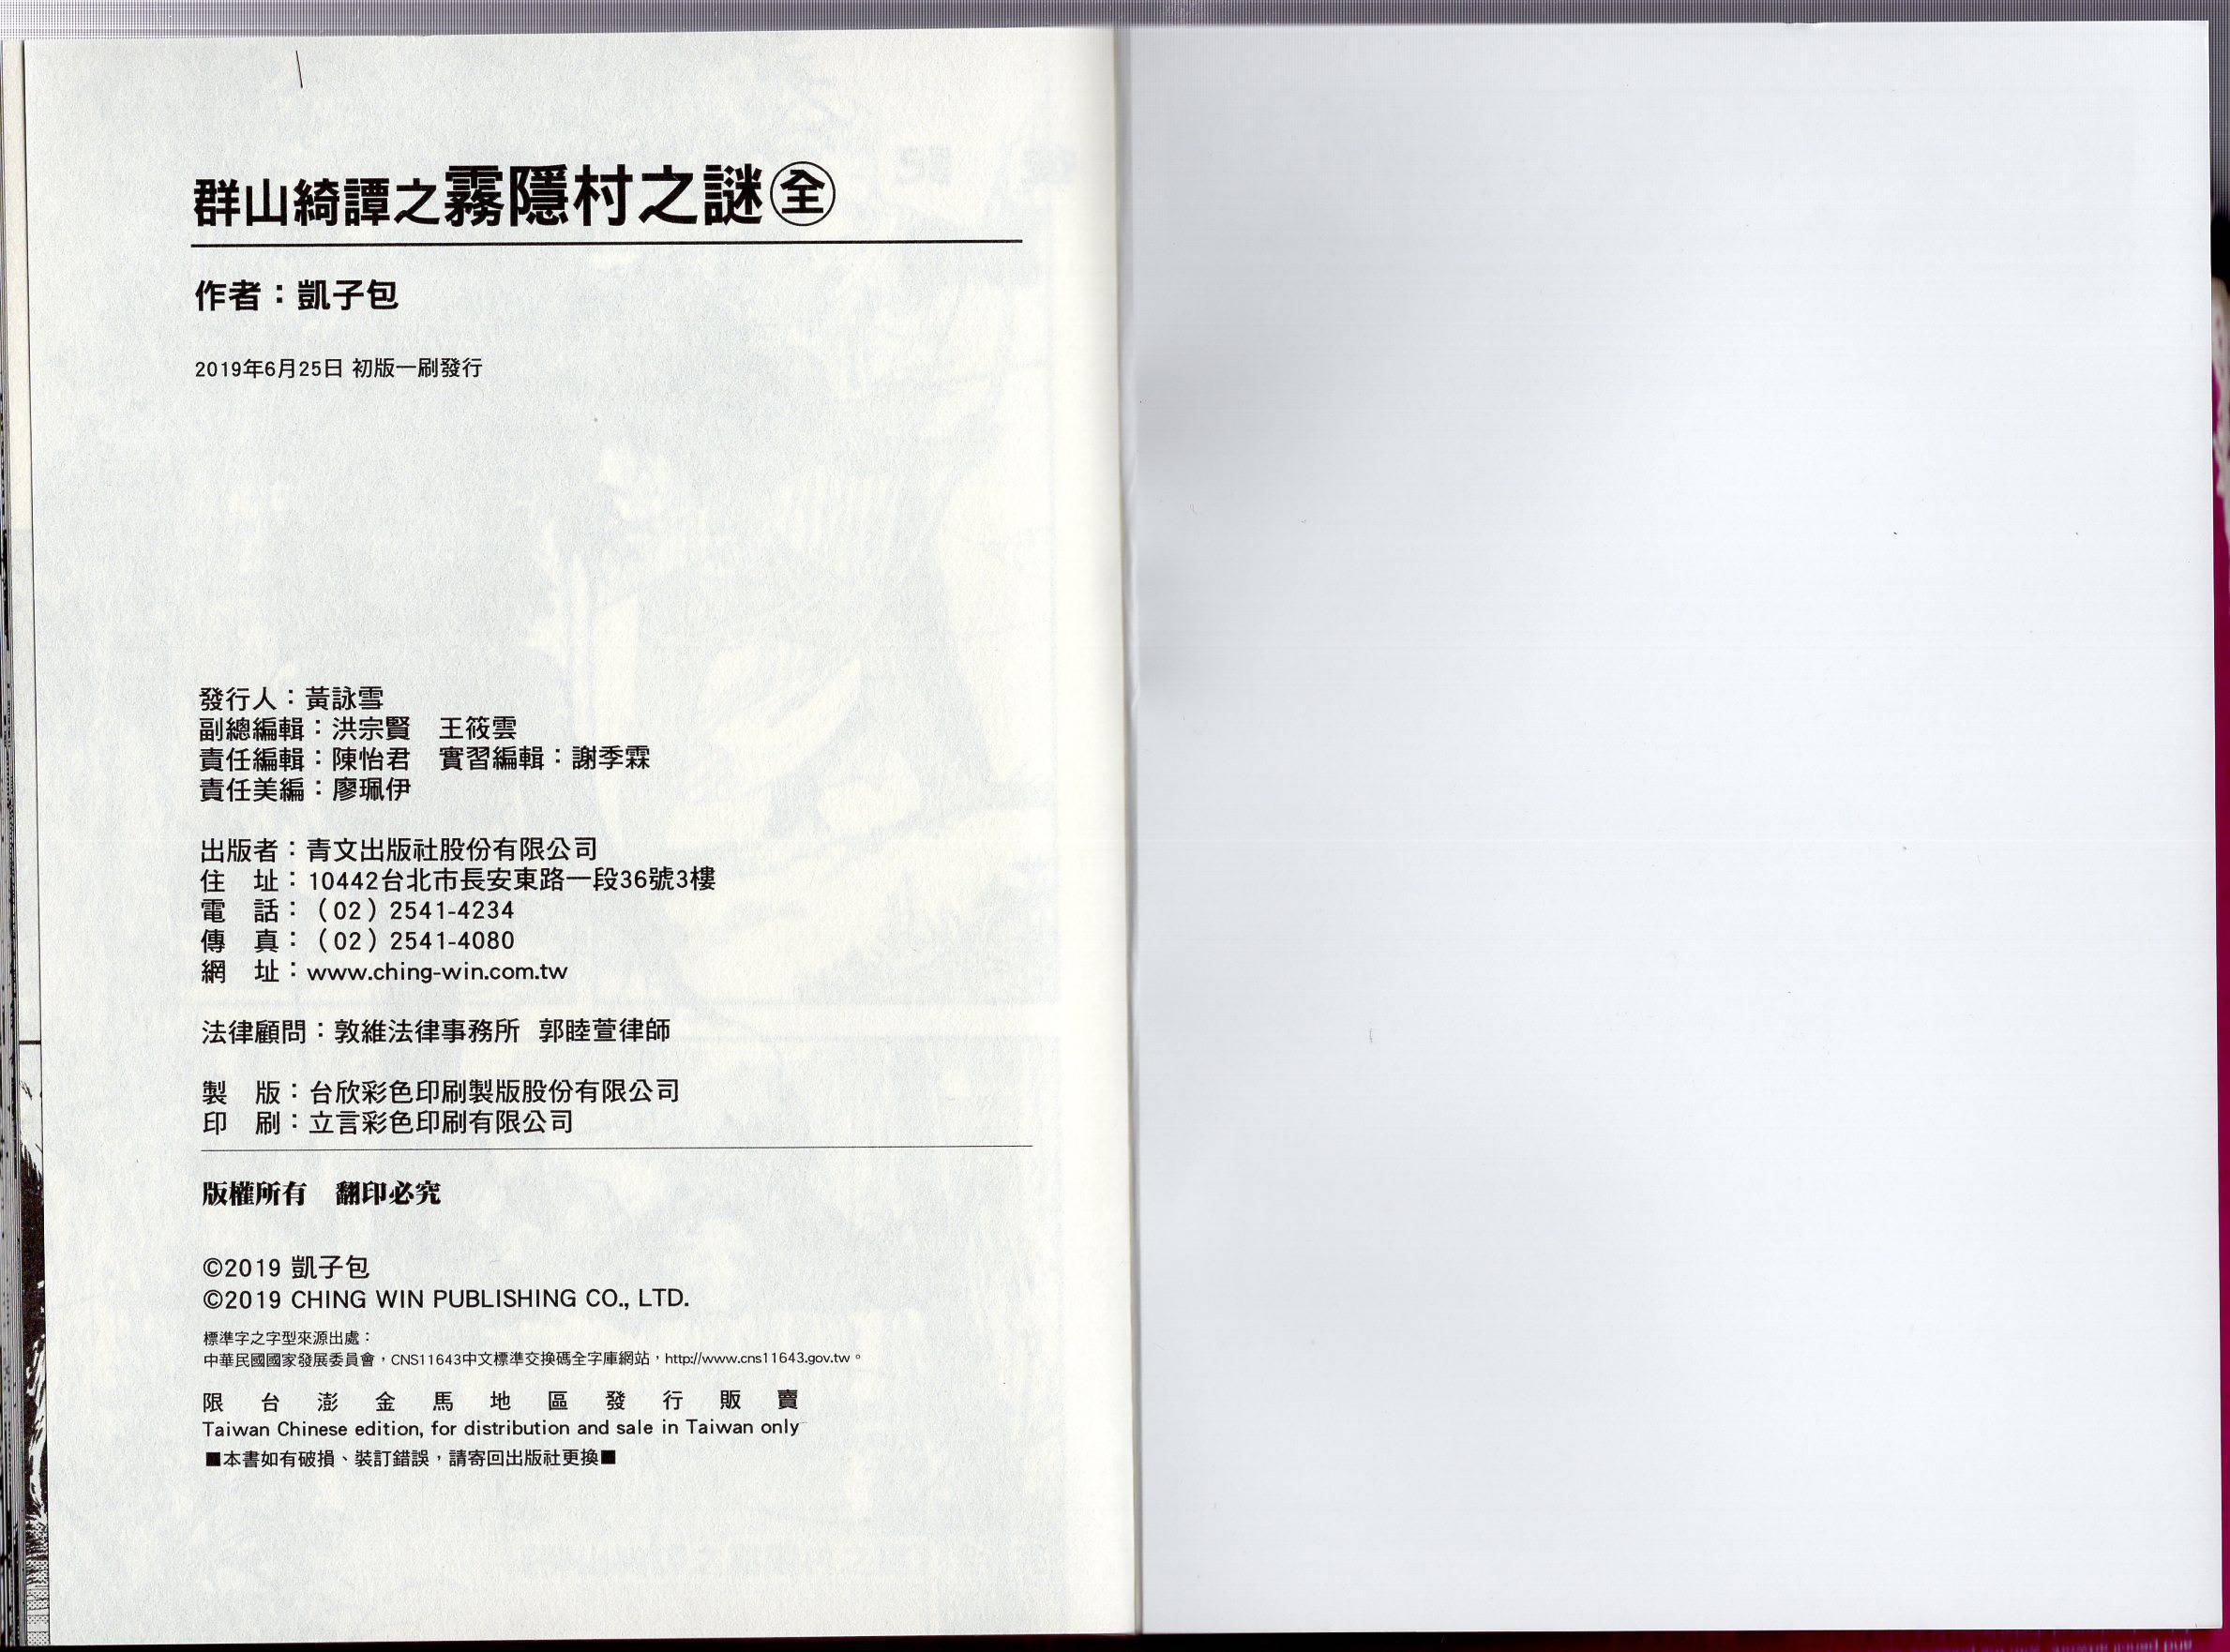 群山綺譚之霧隱村之謎全
作者：凱子包
2019年6月25日 初版一刷發行
發行人：黃詠雪
副總編輯：洪宗賢　王筱雲
責任編輯：陳怡君　實習編輯：謝季霖
責任美編：廖珮伊
出版者：青文出版社股份有限公司
住　址：10442台北市長安東路一段36號3樓
電　話：（02）2541-4234
傳　真：（02）2541-4080
網　址：www.ching-win.com.tw
法律顧問：敦維法律事務所　郭睦萱律師
製　版：台欣彩色印刷製版股份有限公司
印　刷：立言彩色印刷有限公司
版權所有　翻印必究
©2019 凱子包
©2019 CHING WIN PUBLISHING CO., LTD.
標準字之字型來源出處：
中華民國國家發展委員會，CNS11643中文標準交換碼全字庫網站，http://www.cns11643.gov.tw。
限台澎金馬地區發行販賣
Taiwan Chinese edition, for distribution and sale in Taiwan only
■本書如有破損、裝訂錯誤，請寄回出版社更換■